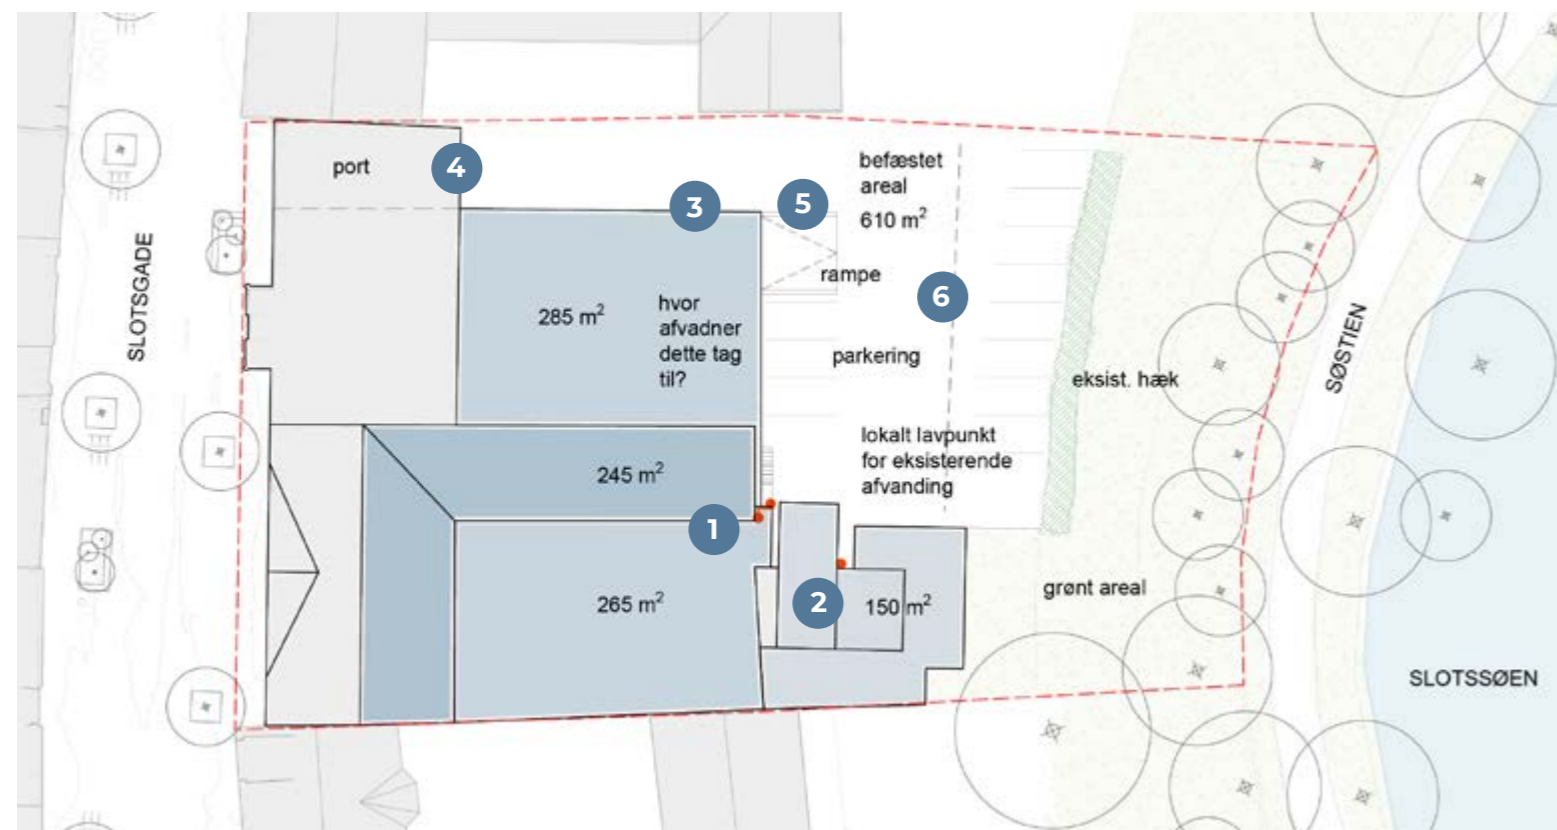 port
4
SLOTSGADE
3
5
befæstet
areal
610 m²
rampe
6
285 m²
hvor
afvadner
dette tag
til?
parkering
eksist. hæk
SØSTIEN
lokalt lavpunkt
for eksisterende
afvanding
245 m²
1
265 m²
2
150 m²
grønt areal
SLOTSSØEN